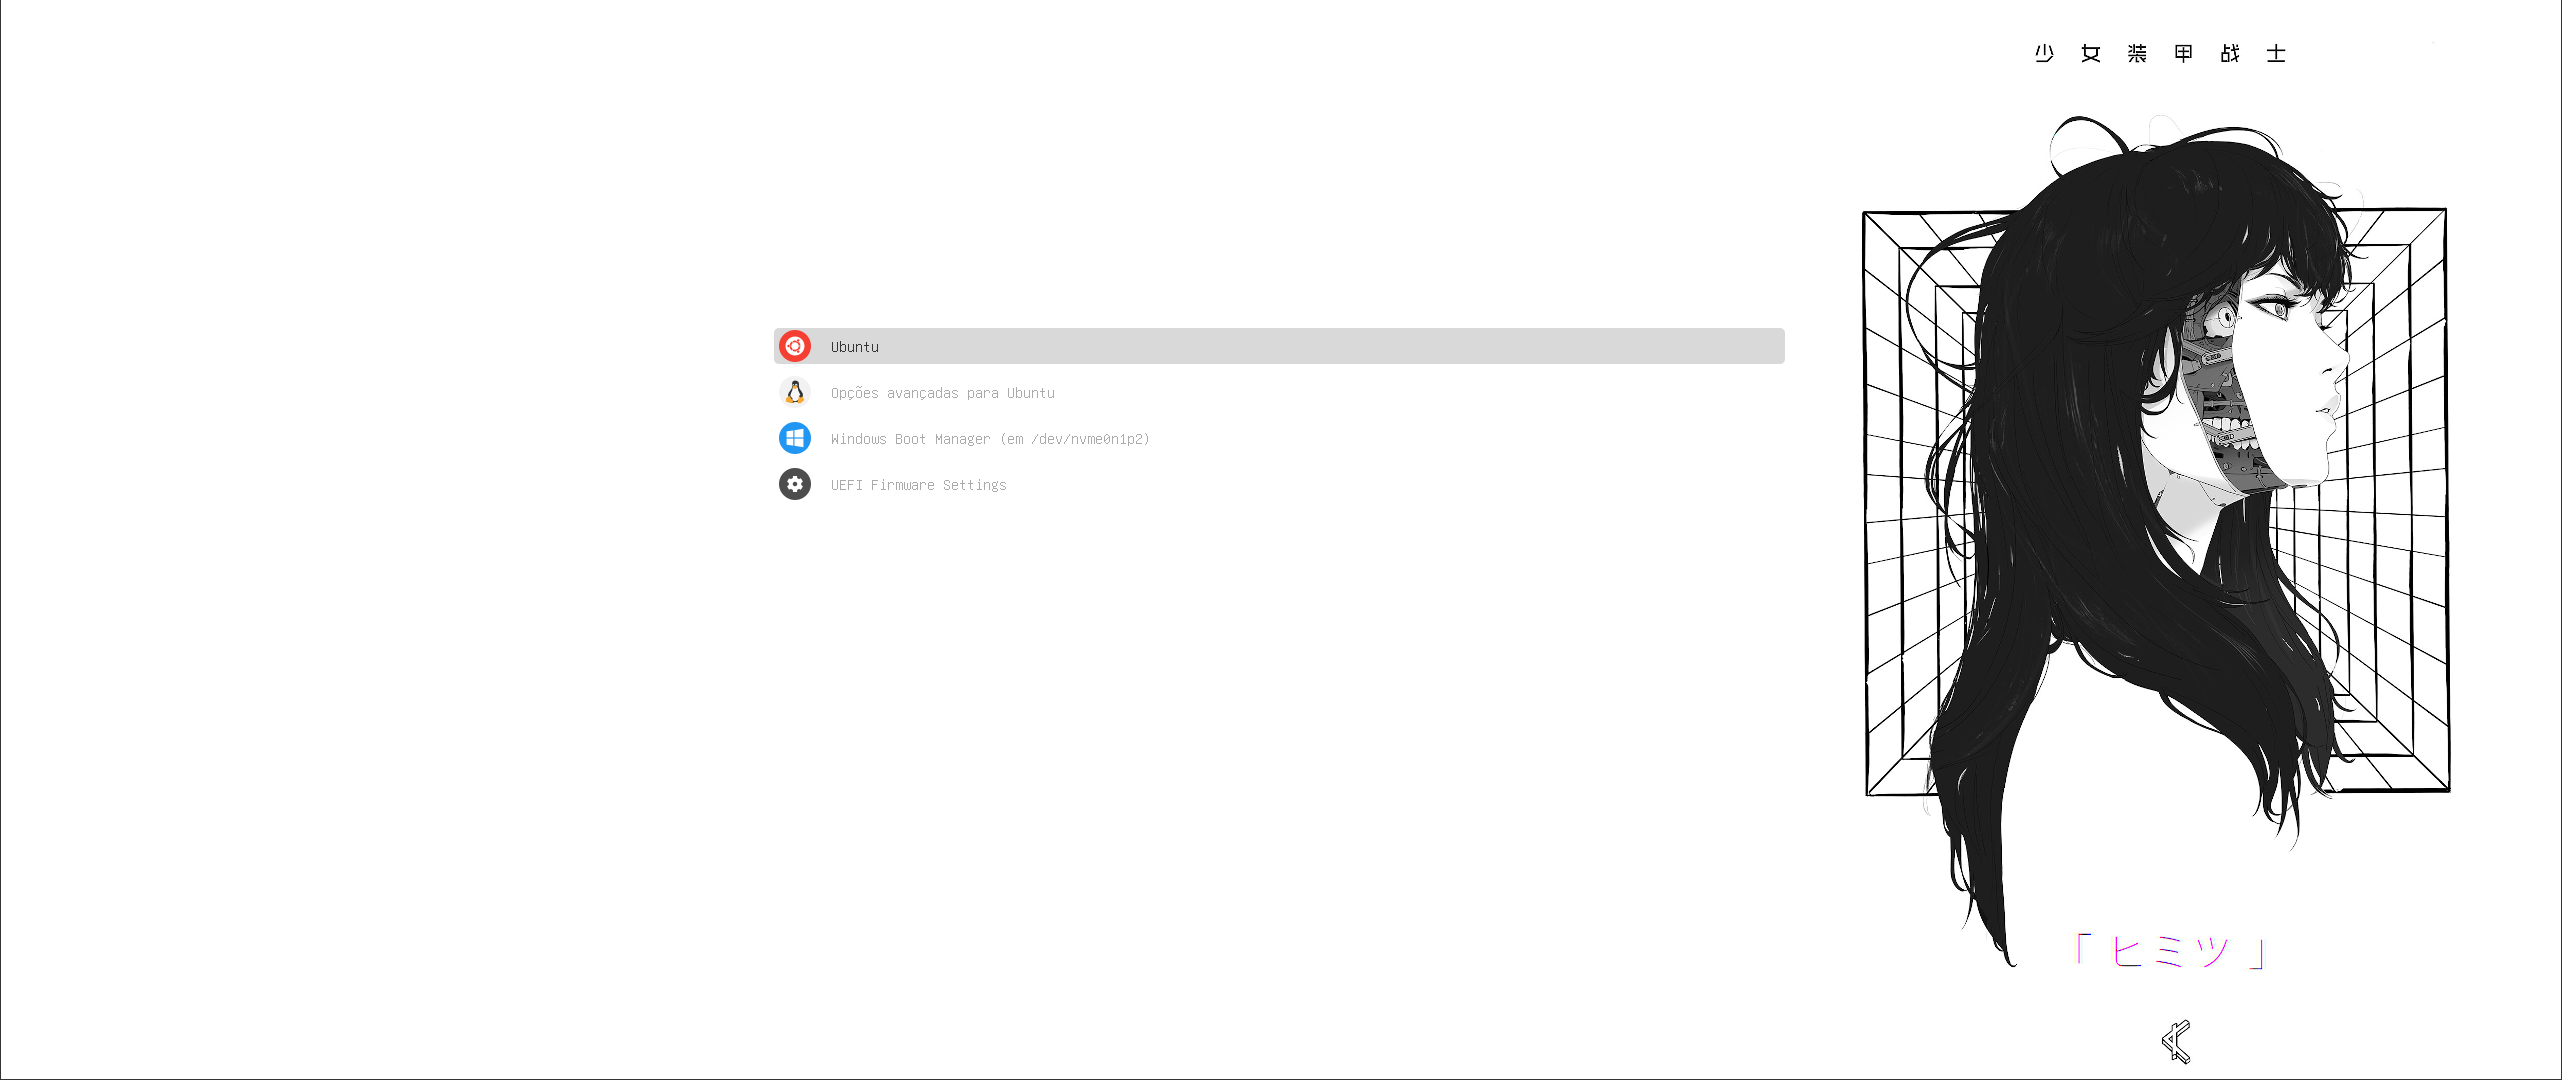 少女装甲战士
Ubuntu
Opções avançadas para Ubuntu
Windows Boot Manager (em /dev/nvme0n1p2)
UEFI Firmware Settings
「ヒミツ」